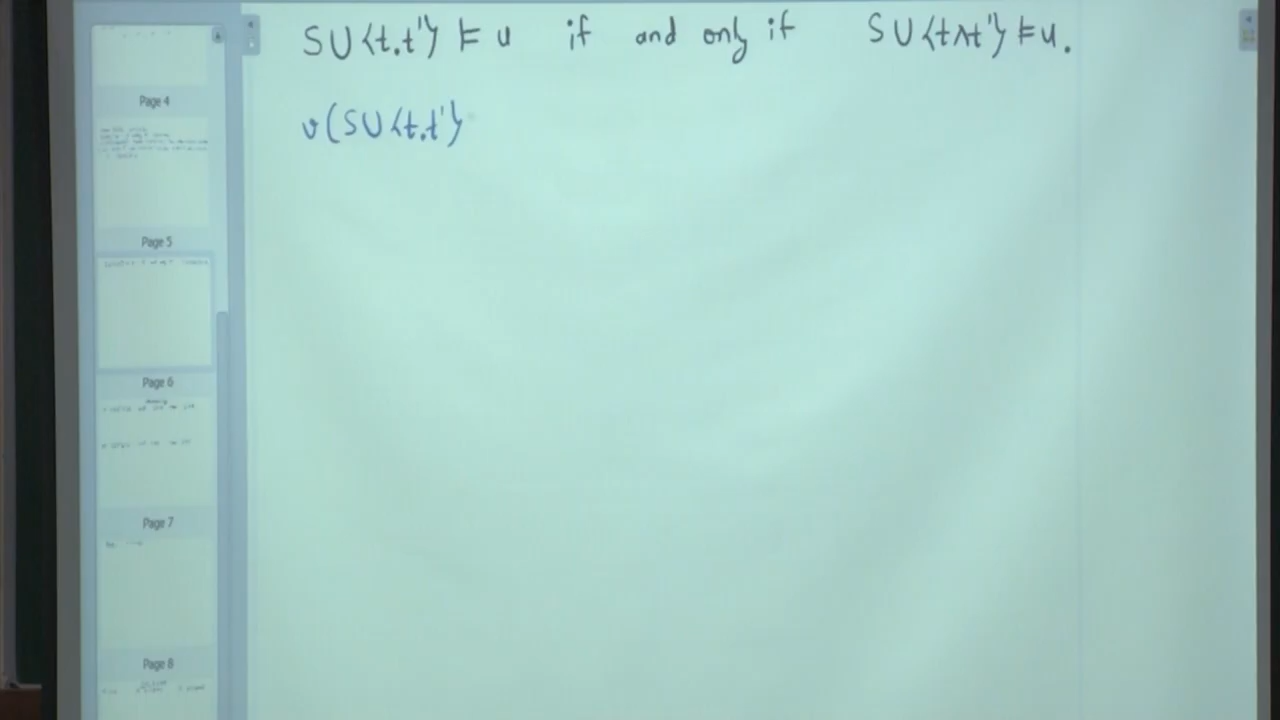 S∪{t,t'} ⊨ u if and only if S∪{t∧t'} ⊨ u.
v(S∪{t,t'}
Page 4
Page 5
Page 6
Page 7
Page 8